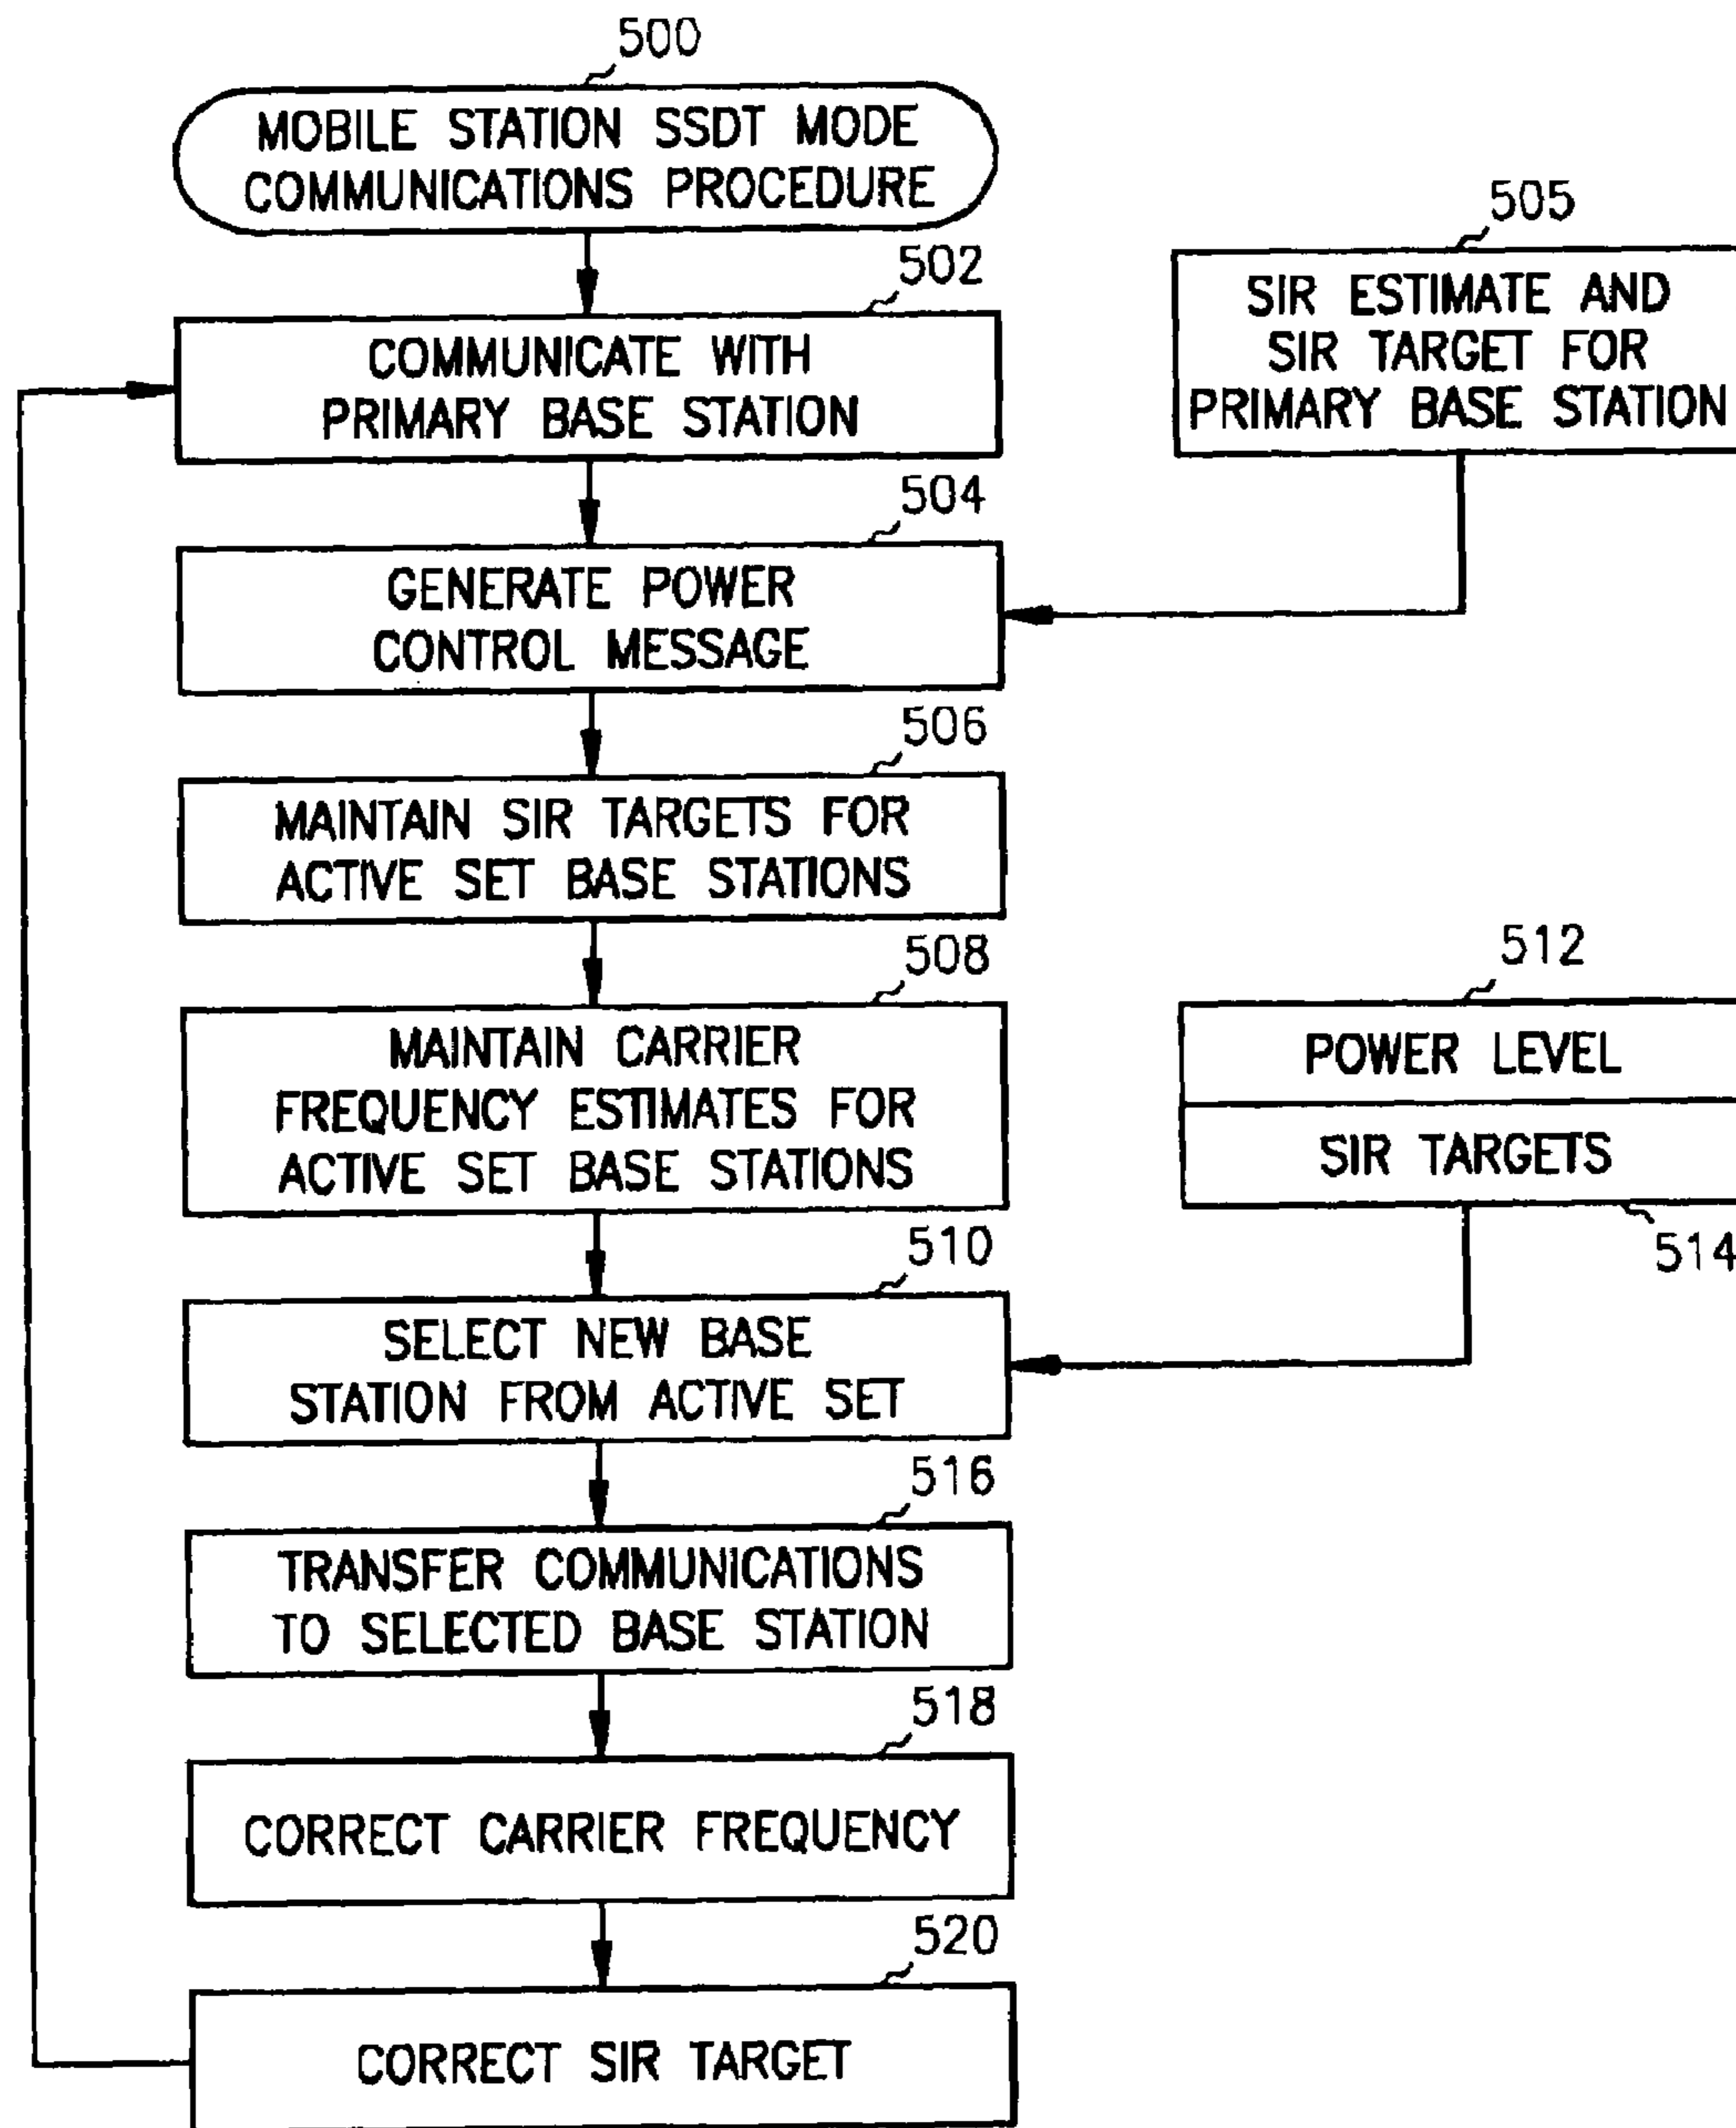 500
MOBILE STATION SSDT MODE
COMMUNICATIONS PROCEDURE
502
COMMUNICATE WITH
PRIMARY BASE STATION
505
SIR ESTIMATE AND
SIR TARGET FOR
PRIMARY BASE STATION
504
GENERATE POWER
CONTROL MESSAGE
506
MAINTAIN SIR TARGETS FOR
ACTIVE SET BASE STATIONS
508
MAINTAIN CARRIER
FREQUENCY ESTIMATES FOR
ACTIVE SET BASE STATIONS
512
POWER LEVEL
SIR TARGETS
514
510
SELECT NEW BASE
STATION FROM ACTIVE SET
516
TRANSFER COMMUNICATIONS
TO SELECTED BASE STATION
518
CORRECT CARRIER FREQUENCY
520
CORRECT SIR TARGET